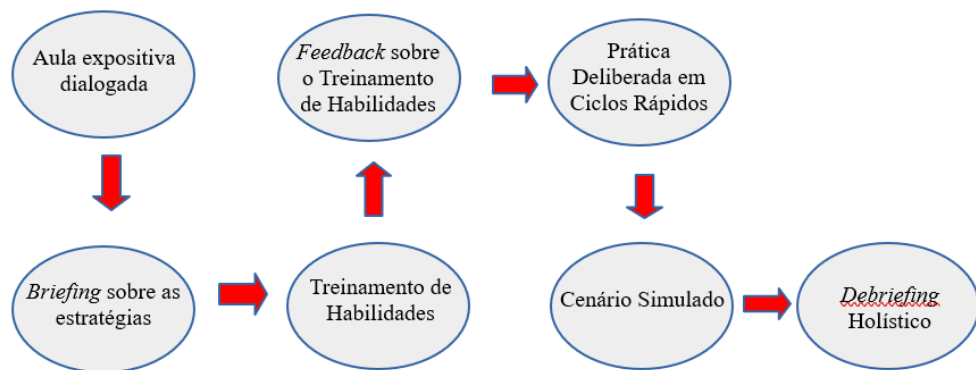 Aula expositiva
dialogada
Briefing sobre as
estratégias
Treinamento de
Habilidades
Feedback sobre
o Treinamento
de Habilidades
Prática
Deliberada em
Ciclos Rápidos
Cenário Simulado
Debriefing
Holístico